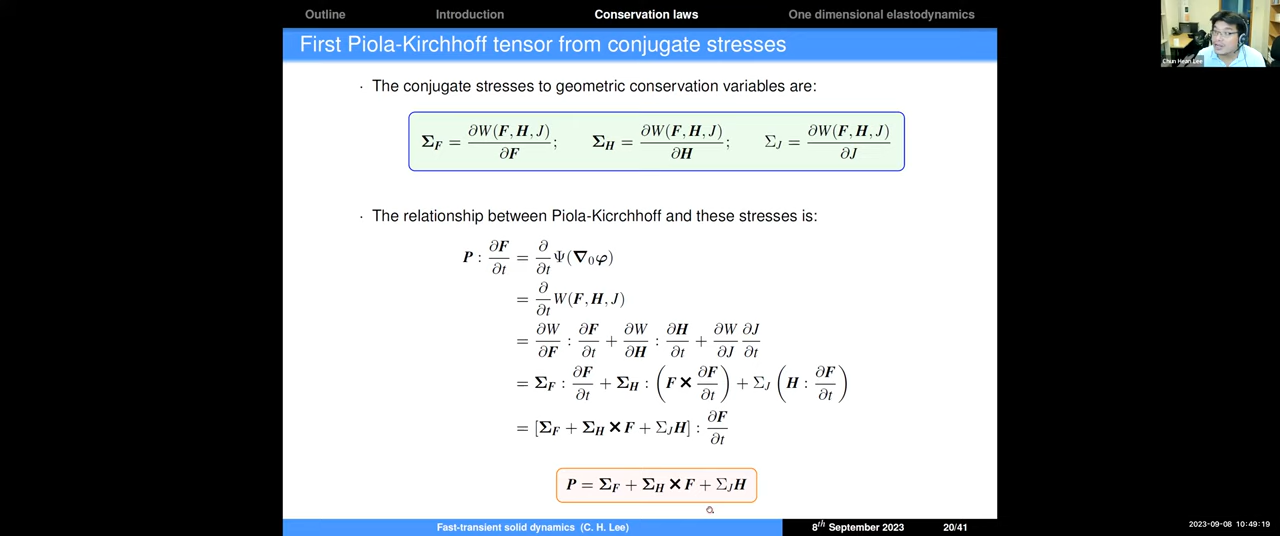 Outline Introduction Conservation laws One dimensional elastodynamics
First Piola-Kirchhoff tensor from conjugate stresses
· The conjugate stresses to geometric conservation variables are:
Σ_F = ∂W(F, H, J)/∂F; Σ_H = ∂W(F, H, J)/∂H; Σ_J = ∂W(F, H, J)/∂J
· The relationship between Piola-Kicrchhoff and these stresses is:
P : ∂F/∂t = ∂/∂t Ψ(∇₀φ)
= ∂/∂t W(F, H, J)
= ∂W/∂F : ∂F/∂t + ∂W/∂H : ∂H/∂t + ∂W/∂J ∂J/∂t
= Σ_F : ∂F/∂t + Σ_H : (F × ∂F/∂t) + Σ_J (H : ∂F/∂t)
= [Σ_F + Σ_H × F + Σ_J H] : ∂F/∂t
P = Σ_F + Σ_H × F + Σ_J H
Fast-transient solid dynamics (C. H. Lee) 8th September 2023 20/41
Chun Hean Lee
2023-09-08 10:49:19